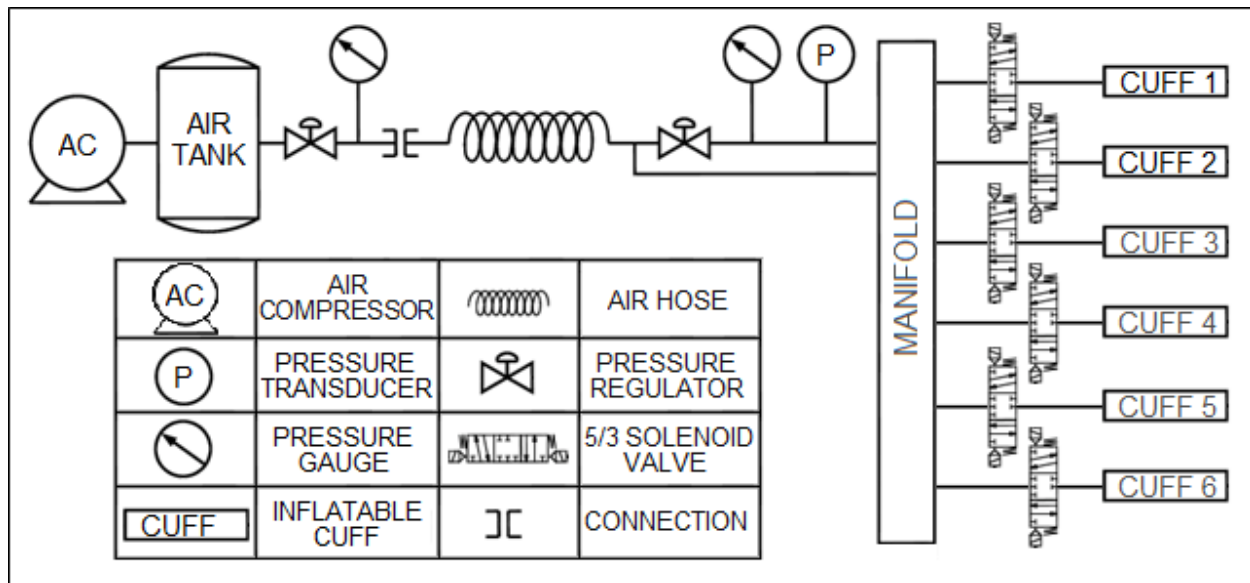 AC
AIR
TANK
P
MANIFOLD
CUFF 1
CUFF 2
CUFF 3
CUFF 4
CUFF 5
CUFF 6
AC
AIR
COMPRESSOR
AIR HOSE
P
PRESSURE
TRANSDUCER
PRESSURE
REGULATOR
PRESSURE
GAUGE
5/3 SOLENOID
VALVE
CUFF
INFLATABLE
CUFF
CONNECTION